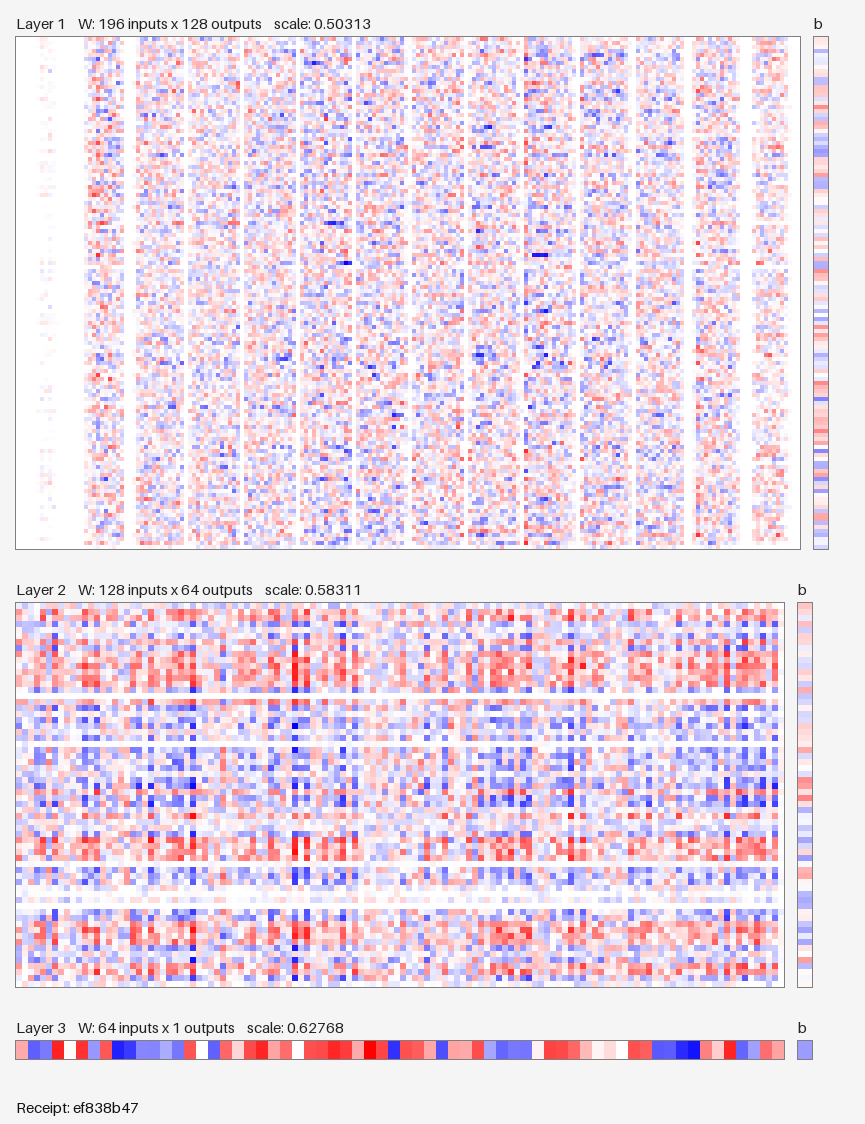 Layer 1 W: 196 inputs x 128 outputs scale: 0.50313 b
Layer 2 W: 128 inputs x 64 outputs scale: 0.58311 b
Layer 3 W: 64 inputs x 1 outputs scale: 0.62768 b
Receipt: ef838b47